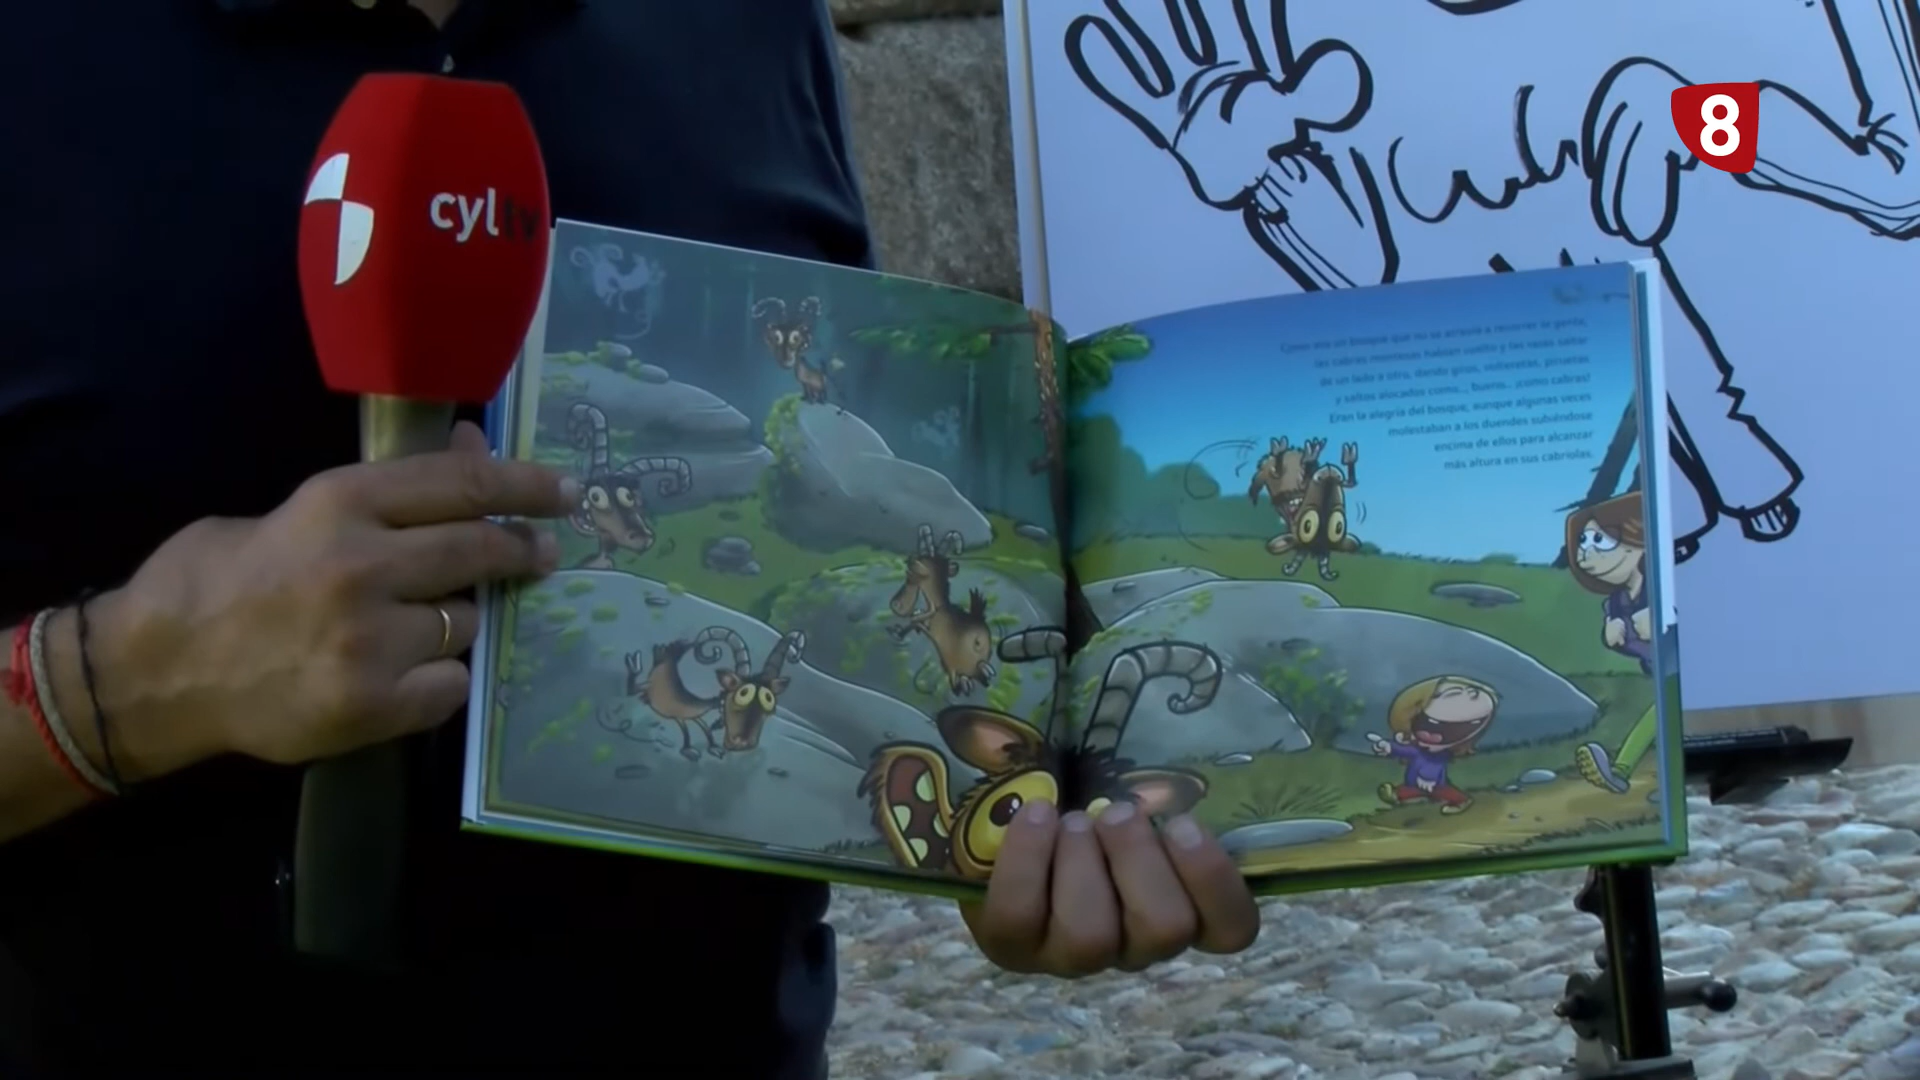 cyltv
8
Como era un bosque que no se atrevía a recorrer la gente,
las cabras montesas habían vuelto y las veías saltar
de un lado a otro, dando giros, volteretas, piruetas
y saltos alocados como... bueno... ¡como cabras!
Eran la alegría del bosque, aunque algunas veces
molestaban a los duendes subiéndose
encima de ellos para alcanzar
más altura en sus cabriolas.